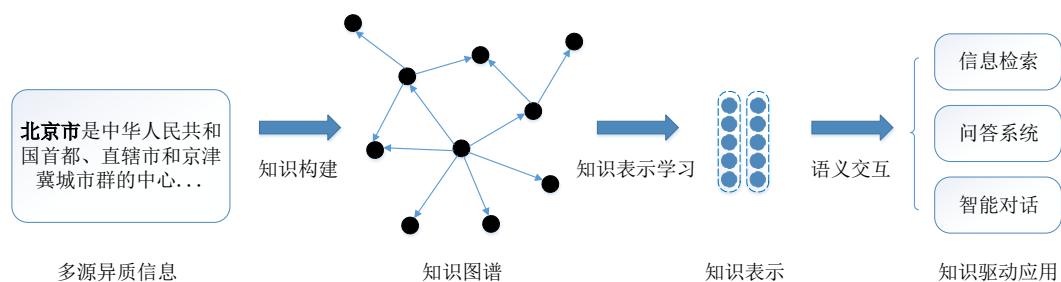 北京市是中华人民共和
国首都、直辖市和京津
冀城市群的中心...
多源异质信息
知识构建
知识图谱
知识表示学习
知识表示
语义交互
信息检索
问答系统
智能对话
知识驱动应用